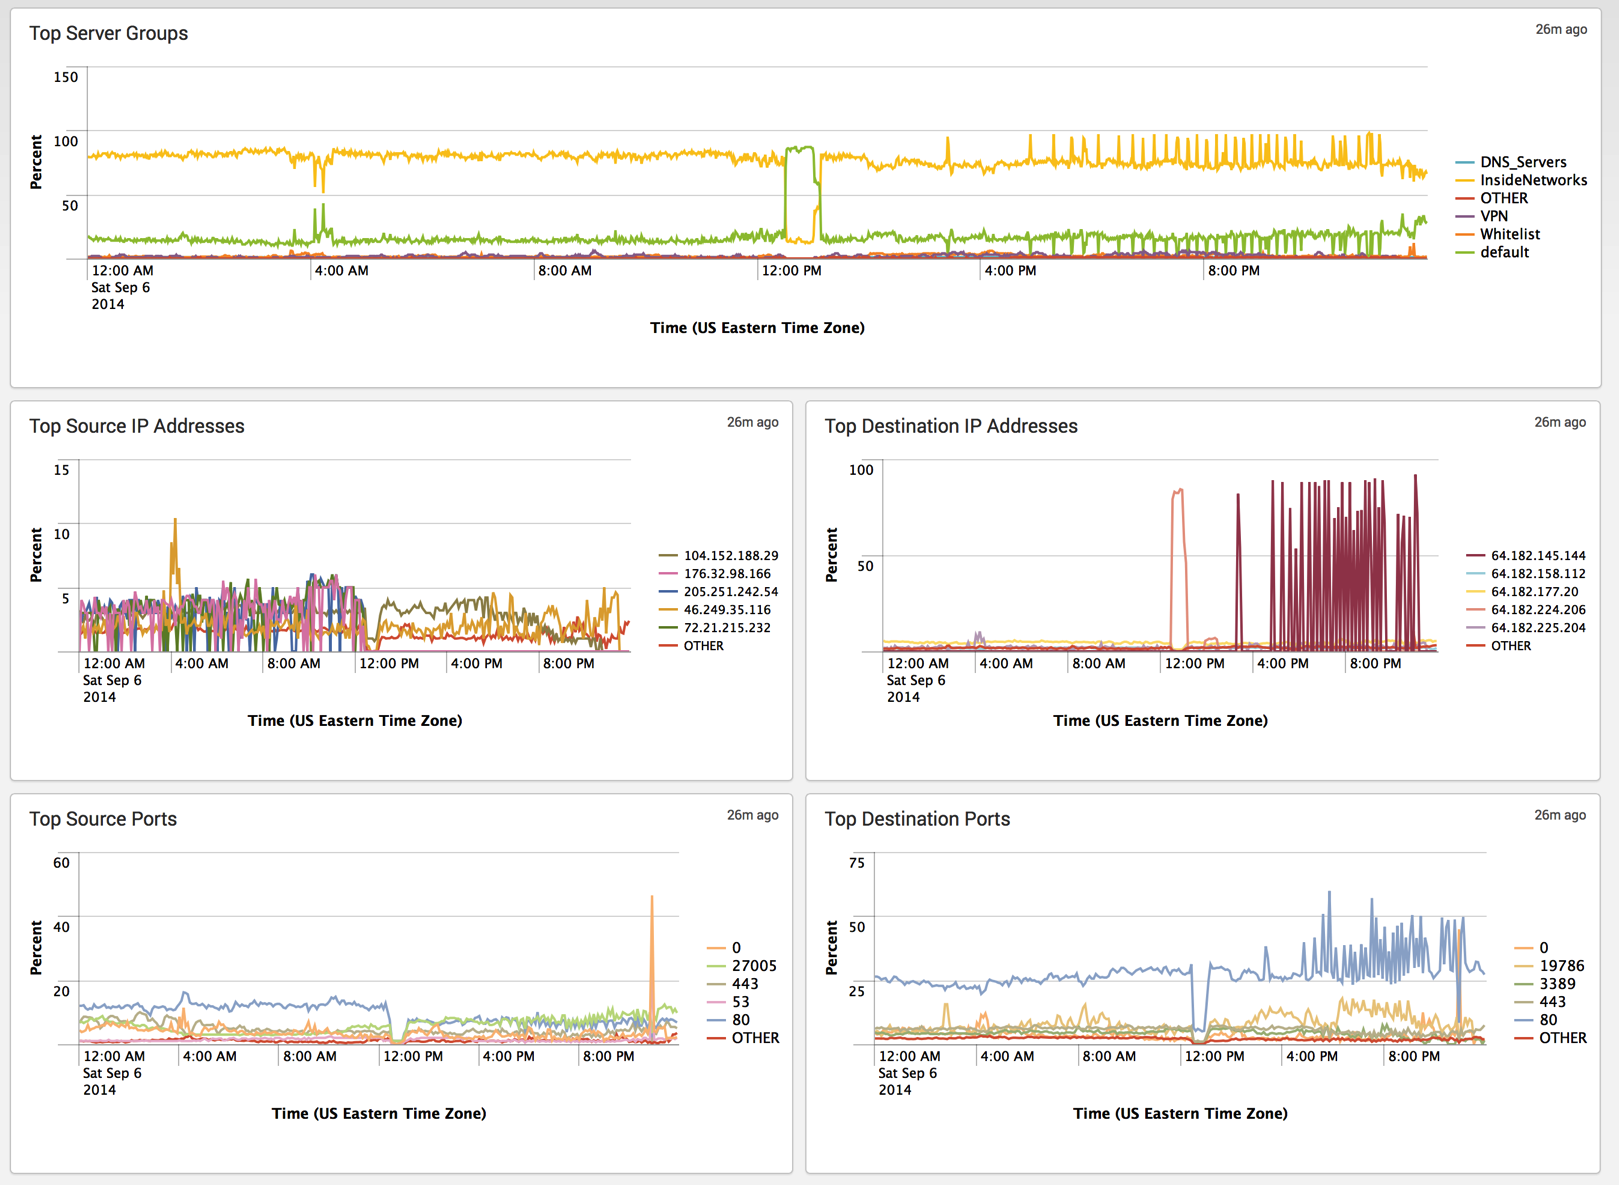 Top Server Groups
26m ago
150
100
50
Percent
DNS_Servers
InsideNetworks
OTHER
VPN
Whitelist
default
12:00 AM 4:00 AM 8:00 AM 12:00 PM 4:00 PM 8:00 PM
Sat Sep 6
2014
Time (US Eastern Time Zone)
Top Source IP Addresses
26m ago
15
10
5
Percent
104.152.188.29
176.32.98.166
205.251.242.54
46.249.35.116
72.21.215.232
OTHER
12:00 AM 4:00 AM 8:00 AM 12:00 PM 4:00 PM 8:00 PM
Sat Sep 6
2014
Time (US Eastern Time Zone)
Top Destination IP Addresses
26m ago
100
50
Percent
64.182.145.144
64.182.158.112
64.182.177.20
64.182.224.206
64.182.225.204
OTHER
12:00 AM 4:00 AM 8:00 AM 12:00 PM 4:00 PM 8:00 PM
Sat Sep 6
2014
Time (US Eastern Time Zone)
Top Source Ports
26m ago
60
40
20
Percent
0
27005
443
53
80
OTHER
12:00 AM 4:00 AM 8:00 AM 12:00 PM 4:00 PM 8:00 PM
Sat Sep 6
2014
Time (US Eastern Time Zone)
Top Destination Ports
26m ago
75
50
25
Percent
0
19786
3389
443
80
OTHER
12:00 AM 4:00 AM 8:00 AM 12:00 PM 4:00 PM 8:00 PM
Sat Sep 6
2014
Time (US Eastern Time Zone)